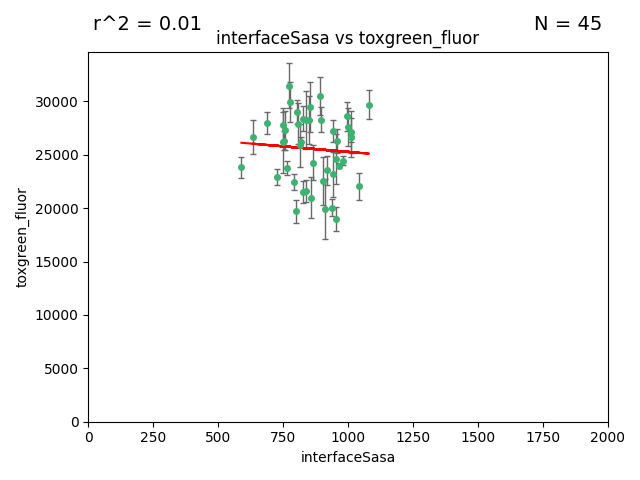 r^2 = 0.01
N = 45
interfaceSasa vs toxgreen_fluor
toxgreen_fluor
30000
25000
20000
15000
10000
5000
0
0 250 500 750 1000 1250 1500 1750 2000
interfaceSasa